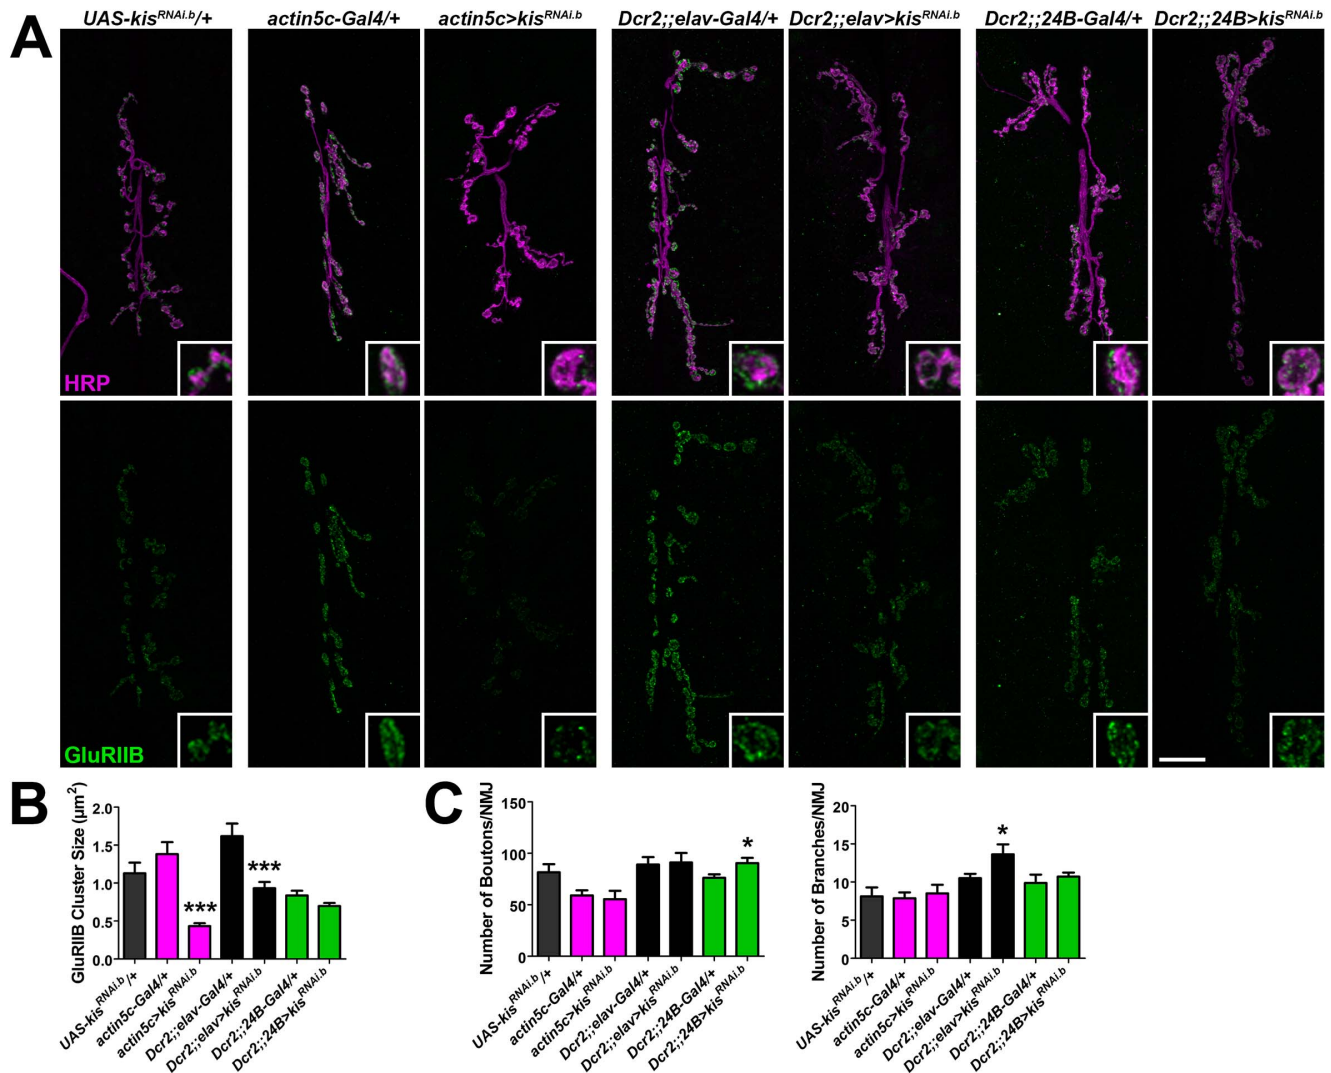 A
UAS-kisRNAi.b/+ actin5c-Gal4/+ actin5c>kisRNAi.b Dcr2;;elav-Gal4/+ Dcr2;;elav>kisRNAi.b Dcr2;;24B-Gal4/+ Dcr2;;24B>kisRNAi.b
HRP
GluRIIB
B
GluRIIB Cluster Size (µm2)
2.0
1.5
1.0
0.5
0.0
***
***
UAS-kisRNAi.b/+
actin5c-Gal4/+
actin5c>kisRNAi.b
Dcr2;;elav-Gal4/+
Dcr2;;elav>kisRNAi.b
Dcr2;;24B-Gal4/+
Dcr2;;24B>kisRNAi.b
C
Number of Boutons/NMJ
150
100
50
0
*
UAS-kisRNAi.b/+
actin5c-Gal4/+
actin5c>kisRNAi.b
Dcr2;;elav-Gal4/+
Dcr2;;elav>kisRNAi.b
Dcr2;;24B-Gal4/+
Dcr2;;24B>kisRNAi.b
Number of Branches/NMJ
20
15
10
5
0
*
UAS-kisRNAi.b/+
actin5c-Gal4/+
actin5c>kisRNAi.b
Dcr2;;elav-Gal4/+
Dcr2;;elav>kisRNAi.b
Dcr2;;24B-Gal4/+
Dcr2;;24B>kisRNAi.b